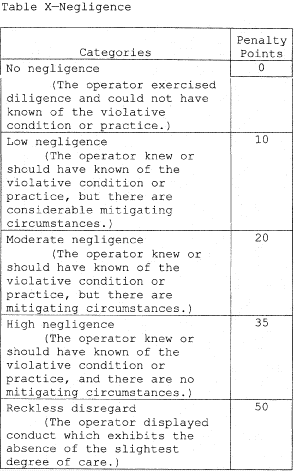 Table X—Negligence
Penalty
Categories Points
No negligence 0
(The operator exercised
diligence and could not have
known of the violative
condition or practice.)
Low negligence 10
(The operator knew or
should have known of the
violative condition or
practice, but there are
considerable mitigating
circumstances.)
Moderate negligence 20
(The operator knew or
should have known of the
violative condition or
practice, but there are
mitigating circumstances.)
High negligence 35
(The operator knew or
should have known of the
violative condition or
practice, and there are no
mitigating circumstances.)
Reckless disregard 50
(The operator displayed
conduct which exhibits the
absence of the slightest
degree of care.)